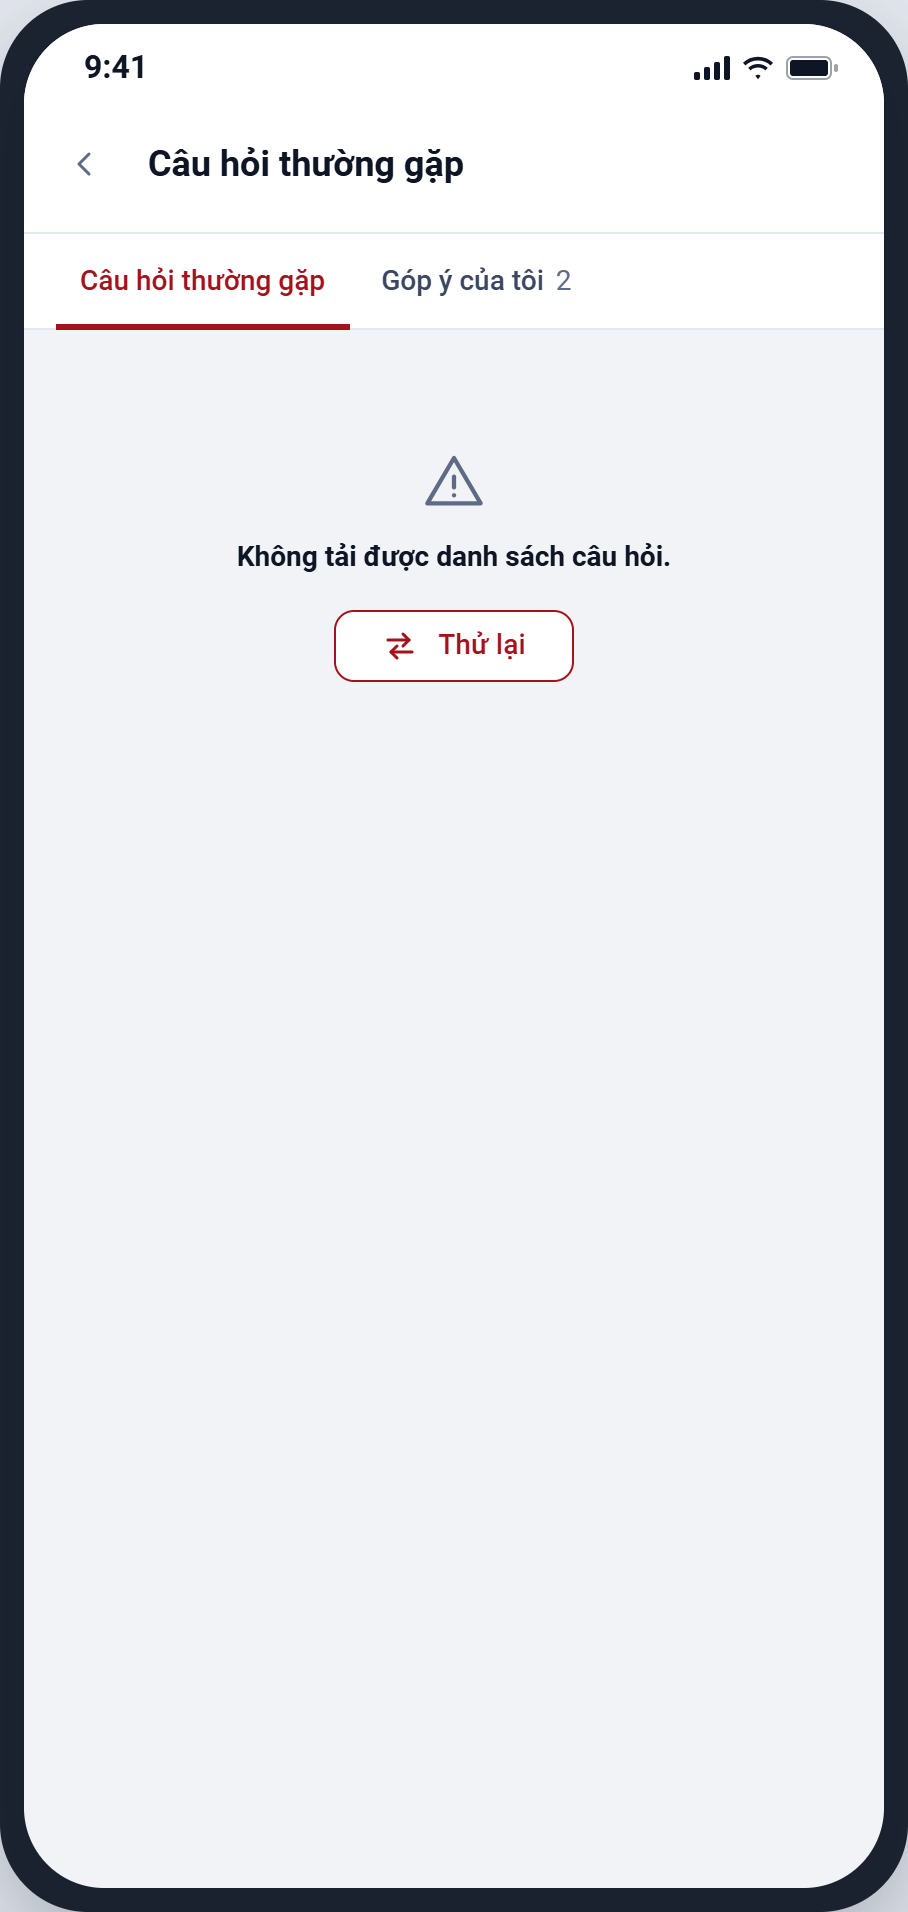 9:41
Câu hỏi thường gặp
Câu hỏi thường gặp
Góp ý của tôi 2
Không tải được danh sách câu hỏi.
Thử lại